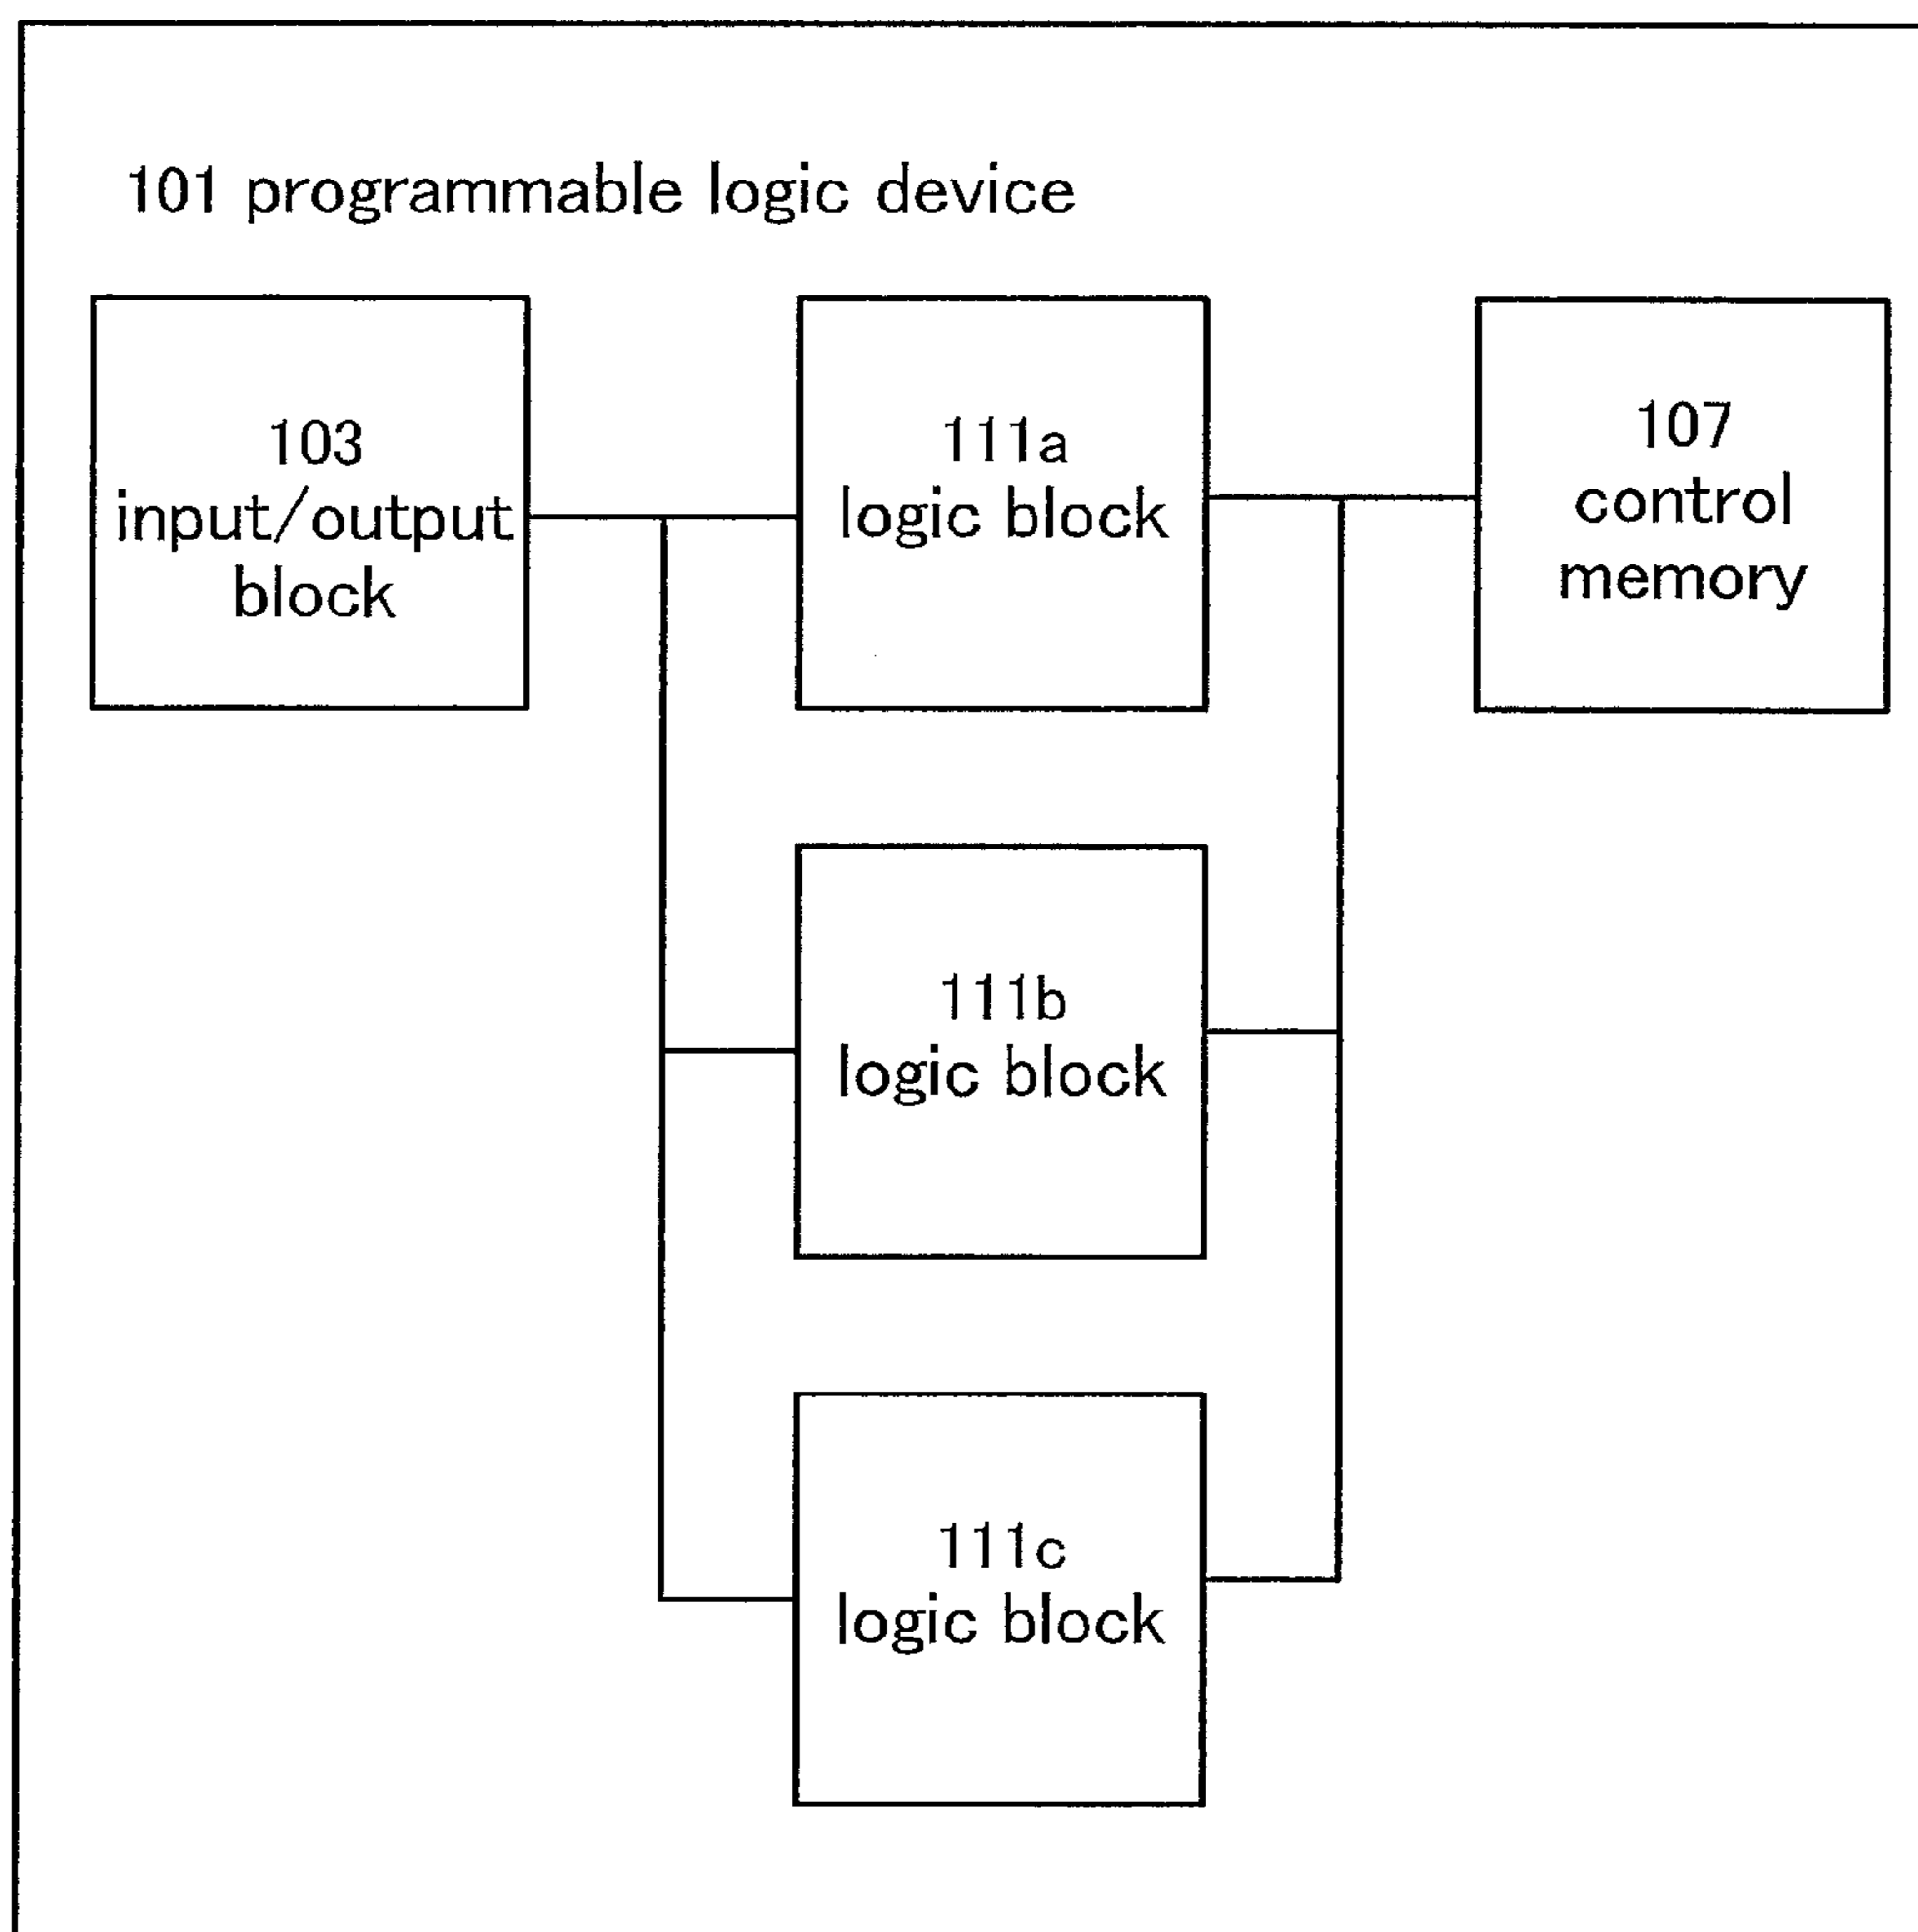 101 programmable logic device
103
input/output
block
111a
logic block
107
control
memory
111b
logic block
111c
logic block